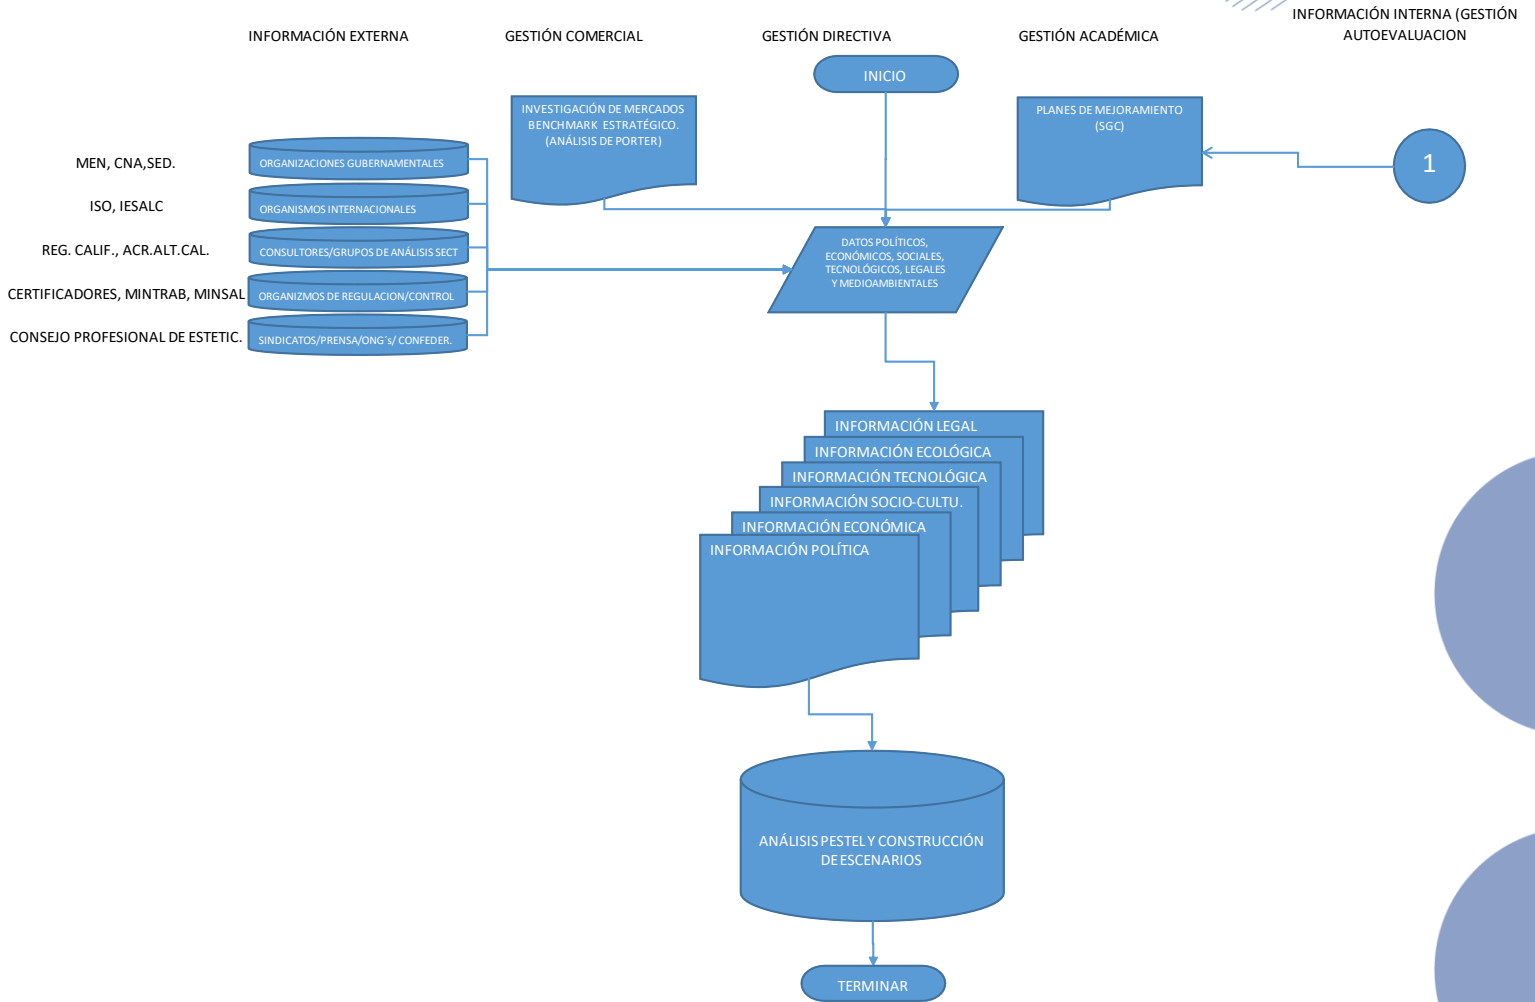 INFORMACIÓN EXTERNA
GESTIÓN COMERCIAL
GESTIÓN DIRECTIVA
GESTIÓN ACADÉMICA
INFORMACIÓN INTERNA (GESTIÓN
AUTOEVALUACION
INICIO
INVESTIGACIÓN DE MERCADOS
BENCHMARK ESTRATÉGICO.
(ANÁLISIS DE PORTER)
PLANES DE MEJORAMIENTO
(SGC)
1
MEN, CNA,SED.
ORGANIZACIONES GUBERNAMENTALES
ISO, IESALC
ORGANISMOS INTERNACIONALES
REG. CALIF., ACR.ALT.CAL.
CONSULTORES/GRUPOS DE ANÁLISIS SECT
CERTIFICADORES, MINTRAB, MINSAL
ORGANIZMOS DE REGULACION/CONTROL
CONSEJO PROFESIONAL DE ESTETIC.
SINDICATOS/PRENSA/ONG´s/ CONFEDER.
DATOS POLÍTICOS,
ECONÓMICOS, SOCIALES,
TECNOLÓGICOS, LEGALES
Y MEDIOAMBIENTALES
INFORMACIÓN LEGAL
INFORMACIÓN ECOLÓGICA
INFORMACIÓN TECNOLÓGICA
INFORMACIÓN SOCIO-CULTU.
INFORMACIÓN ECONÓMICA
INFORMACIÓN POLÍTICA
ANÁLISIS PESTEL Y CONSTRUCCIÓN
DE ESCENARIOS
TERMINAR